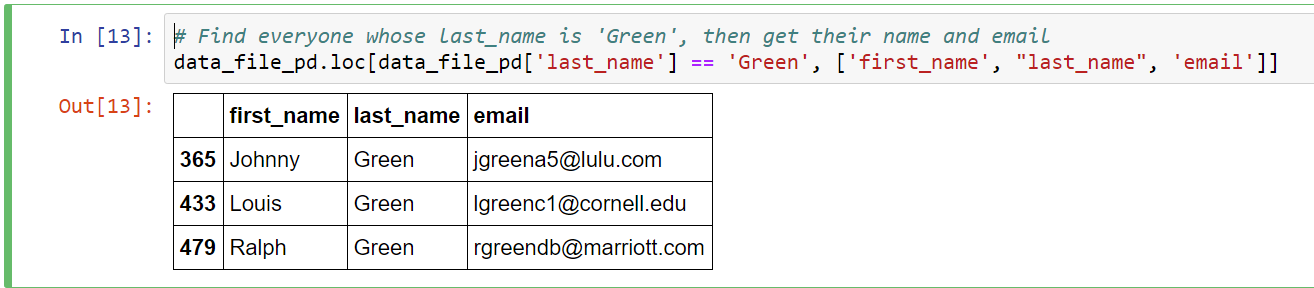 In [13]: # Find everyone whose last_name is 'Green', then get their name and email
data_file_pd.loc[data_file_pd['last_name'] == 'Green', ['first_name', "last_name", 'email']]
Out[13]:
first_name last_name email
365 Johnny Green jgreena5@lulu.com
433 Louis Green lgreenc1@cornell.edu
479 Ralph Green rgreendb@marriott.com